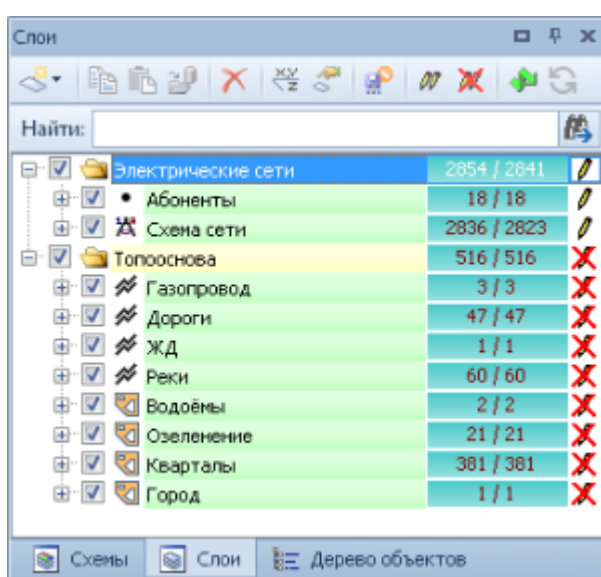 Слои
Найти:
Электрические сети 2854 / 2841
Абоненты 18 / 18
Схема сети 2836 / 2823
Топооснова 516 / 516
Газопровод 3 / 3
Дороги 47 / 47
ЖД 1 / 1
Реки 60 / 60
Водоёмы 2 / 2
Озеленение 21 / 21
Кварталы 381 / 381
Город 1 / 1
Схемы Слои Дерево объектов